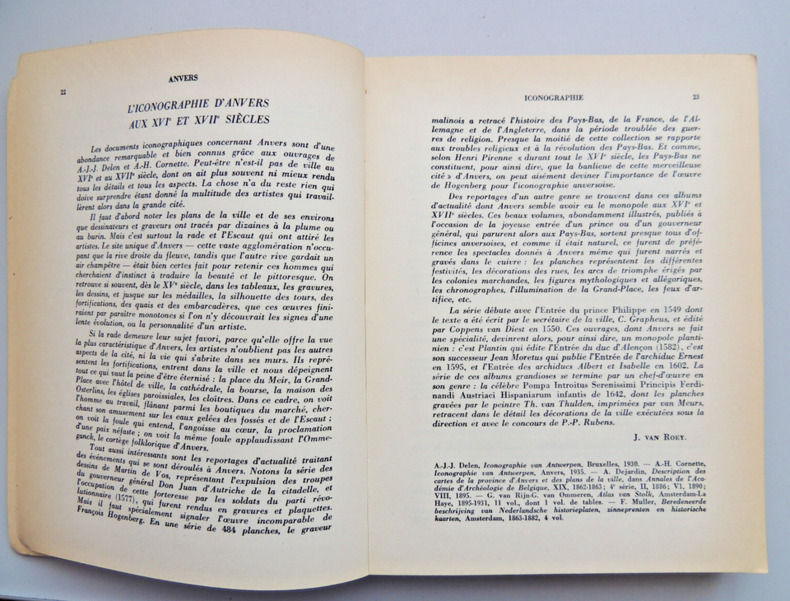 22
ANVERS
L'ICONOGRAPHIE D'ANVERS
AUX XVIe ET XVIIe SIÈCLES
Les documents iconographiques concernant Anvers sont d'une
abondance remarquable et bien connus grâce aux ouvrages de
A.-J.-J. Delen et A.-H. Cornette. Peut-être n'est-il pas de ville au
XVIe et au XVIIe siècle, dont on ait plus souvent ni mieux rendu
tous les détails et tous les aspects. La chose n'a du reste rien qui
doive surprendre étant donné la multitude des artistes qui travail-
lèrent alors dans la grande cité.
Il faut d'abord noter les plans de la ville et de ses environs
que dessinateurs et graveurs ont tracés par dizaines à la plume ou
au burin. Mais c'est surtout la rade et l'Escaut qui ont attiré les
artistes. Le site unique d'Anvers — cette vaste agglomération n'occu-
pant que la rive droite du fleuve, tandis que l'autre rive gardait un
air champêtre — était bien certes fait pour retenir ces hommes qui
cherchaient d'instinct à traduire la beauté et le pittoresque. On
retrouve si souvent, dès le XVe siècle, dans les tableaux, les gravures,
les dessins, et jusque sur les médailles, la silhouette des tours, des
fortifications, des quais et des embarcadères, que ces œuvres fini-
raient par paraître monotones si l'on n'y découvrait les signes d'une
lente évolution, ou la personnalité d'un artiste.
Si la rade demeure leur sujet favori, parce qu'elle offre la vue
la plus caractéristique d'Anvers, les artistes n'oublient pas les autres
aspects de la cité, ni la vie qui s'abrite dans ses murs. Ils repré-
sentent les fortifications, entrent dans la ville et nous dépeignent
tout ce qui vaut la peine d'être éternisé : la place du Meir, la Grand-
Place avec l'hôtel de ville, la cathédrale, la bourse, la maison des
Osterlins, les églises paroissiales, les cloîtres. Dans ce cadre, on voit
l'homme au travail, flânant parmi les boutiques du marché, cher-
chant son amusement sur les eaux gelées des fossés et de l'Escaut ;
on voit la foule qui entend, l'angoisse au cœur, la proclamation
d'une paix néfaste ; on voit la même foule applaudissant l'Omme-
ganck, le cortège folklorique d'Anvers.
Tout aussi intéressants sont les reportages d'actualité traitant
des événements qui se sont déroulés à Anvers. Notons la série des
dessins de Martin de Vos, représentant l'expulsion des troupes
du gouverneur général Don Juan d'Autriche de la citadelle, et
l'occupation de cette forteresse par les soldats du parti révo-
lutionnaire (1577), qui furent rendus en gravures et plaquettes.
Mais il faut spécialement signaler l'œuvre incomparable de
François Hogenberg. En une série de 484 planches, le graveur
ICONOGRAPHIE
23
malinois a retracé l'histoire des Pays-Bas, de la France, de l'Al-
lemagne et de l'Angleterre, dans la période troublée des guer-
res de religion. Presque la moitié de cette collection se rapporte
aux troubles religieux et à la révolution des Pays-Bas. Et comme,
selon Henri Pirenne « durant tout le XVIe siècle, les Pays-Bas ne
constituent, pour ainsi dire, que la banlieue de cette merveilleuse
cité » d'Anvers, on peut aisément deviner l'importance de l'œuvre
de Hogenberg pour l'iconographie anversoise.
Des reportages d'un autre genre se trouvent dans ces albums
d'actualité dont Anvers semble avoir eu le monopole aux XVIe et
XVIIe siècles. Ces beaux volumes, abondamment illustrés, publiés à
l'occasion de la joyeuse entrée d'un prince ou d'un gouverneur
général, qui parurent alors aux Pays-Bas, sortent presque tous d'of-
ficines anversoises, et comme il était naturel, ce furent de préfé-
rence les spectacles donnés à Anvers même qui furent narrés et
gravés dans le cuivre : les planches représentent les différentes
festivités, les décorations des rues, les arcs de triomphe érigés par
les colonies marchandes, les figures mythologiques et allégoriques,
les chronographes, l'illumination de la Grand-Place, les feux d'ar-
tifice, etc.
La série débute avec l'Entrée du prince Philippe en 1549 dont
le texte a été écrit par le secrétaire de la ville, C. Grapheus, et édité
par Coppens van Diest en 1550. Ces ouvrages, dont Anvers se fait
une spécialité, devinrent alors, pour ainsi dire, un monopole planti-
nien : c'est Plantin qui édite l'Entrée du duc d'Alençon (1582), c'est
son successeur Jean Moretus qui publie l'Entrée de l'archiduc Ernest
en 1595, et l'Entrée des archiducs Albert et Isabelle en 1602. La
série de ces albums grandioses se termine par un chef-d'œuvre en
son genre : la célèbre Pompa Introitus Serenissimi Principis Ferdi-
nandi Austriaci Hispaniarum infantis de 1642, dont les planches
gravées par le peintre Th. van Thulden, imprimées par van Meurs,
retracent dans le détail les décorations de la ville exécutées sous la
direction et avec le concours de P.-P. Rubens.
J. VAN ROEY.
A.-J.-J. Delen, Iconographie van Antwerpen, Bruxelles, 1930. — A.-H. Cornette,
Iconographie van Antwerpen, Anvers, 1935. — A. Dejardin, Description des
cartes de la province d'Anvers et des plans de la ville, dans Annales de l'Aca-
démie d'Archéologie de Belgique, XIX, 1862-1863 ; 4e série, II, 1886 ; VI, 1890 ;
VIII, 1895. — G. van Rijn-G. van Ommeren, Atlas van Stolk, Amsterdam-La
Haye, 1895-1931, 11 vol., dont 1 vol. de tables. — F. Muller, Beredeneerde
beschrijving van Nederlandsche historieplaten, zinneprenten en historische
kaarten, Amsterdam, 1863-1882, 4 vol.